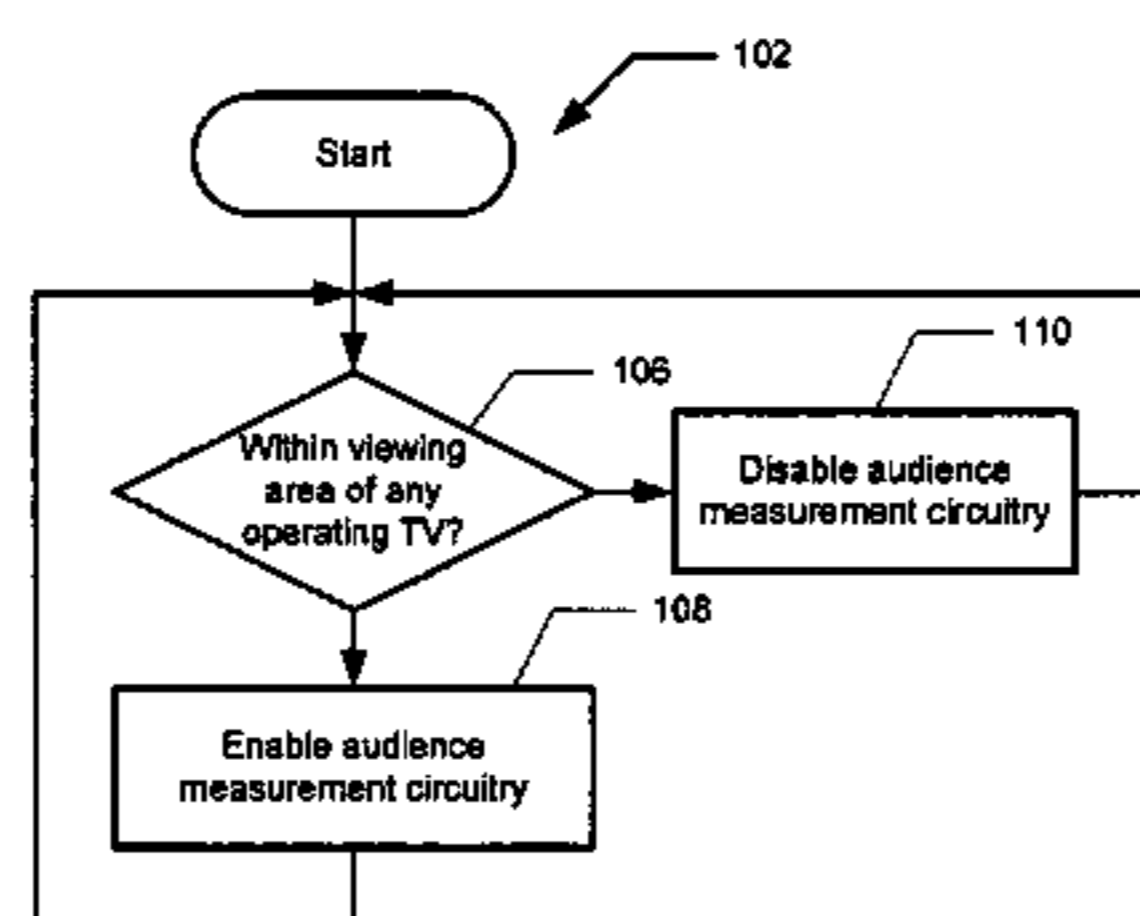 102
Start
110
106
Within viewing
area of any
operating TV?
Disable audience
measurement circuitry
108
Enable audience
measurement circuitry